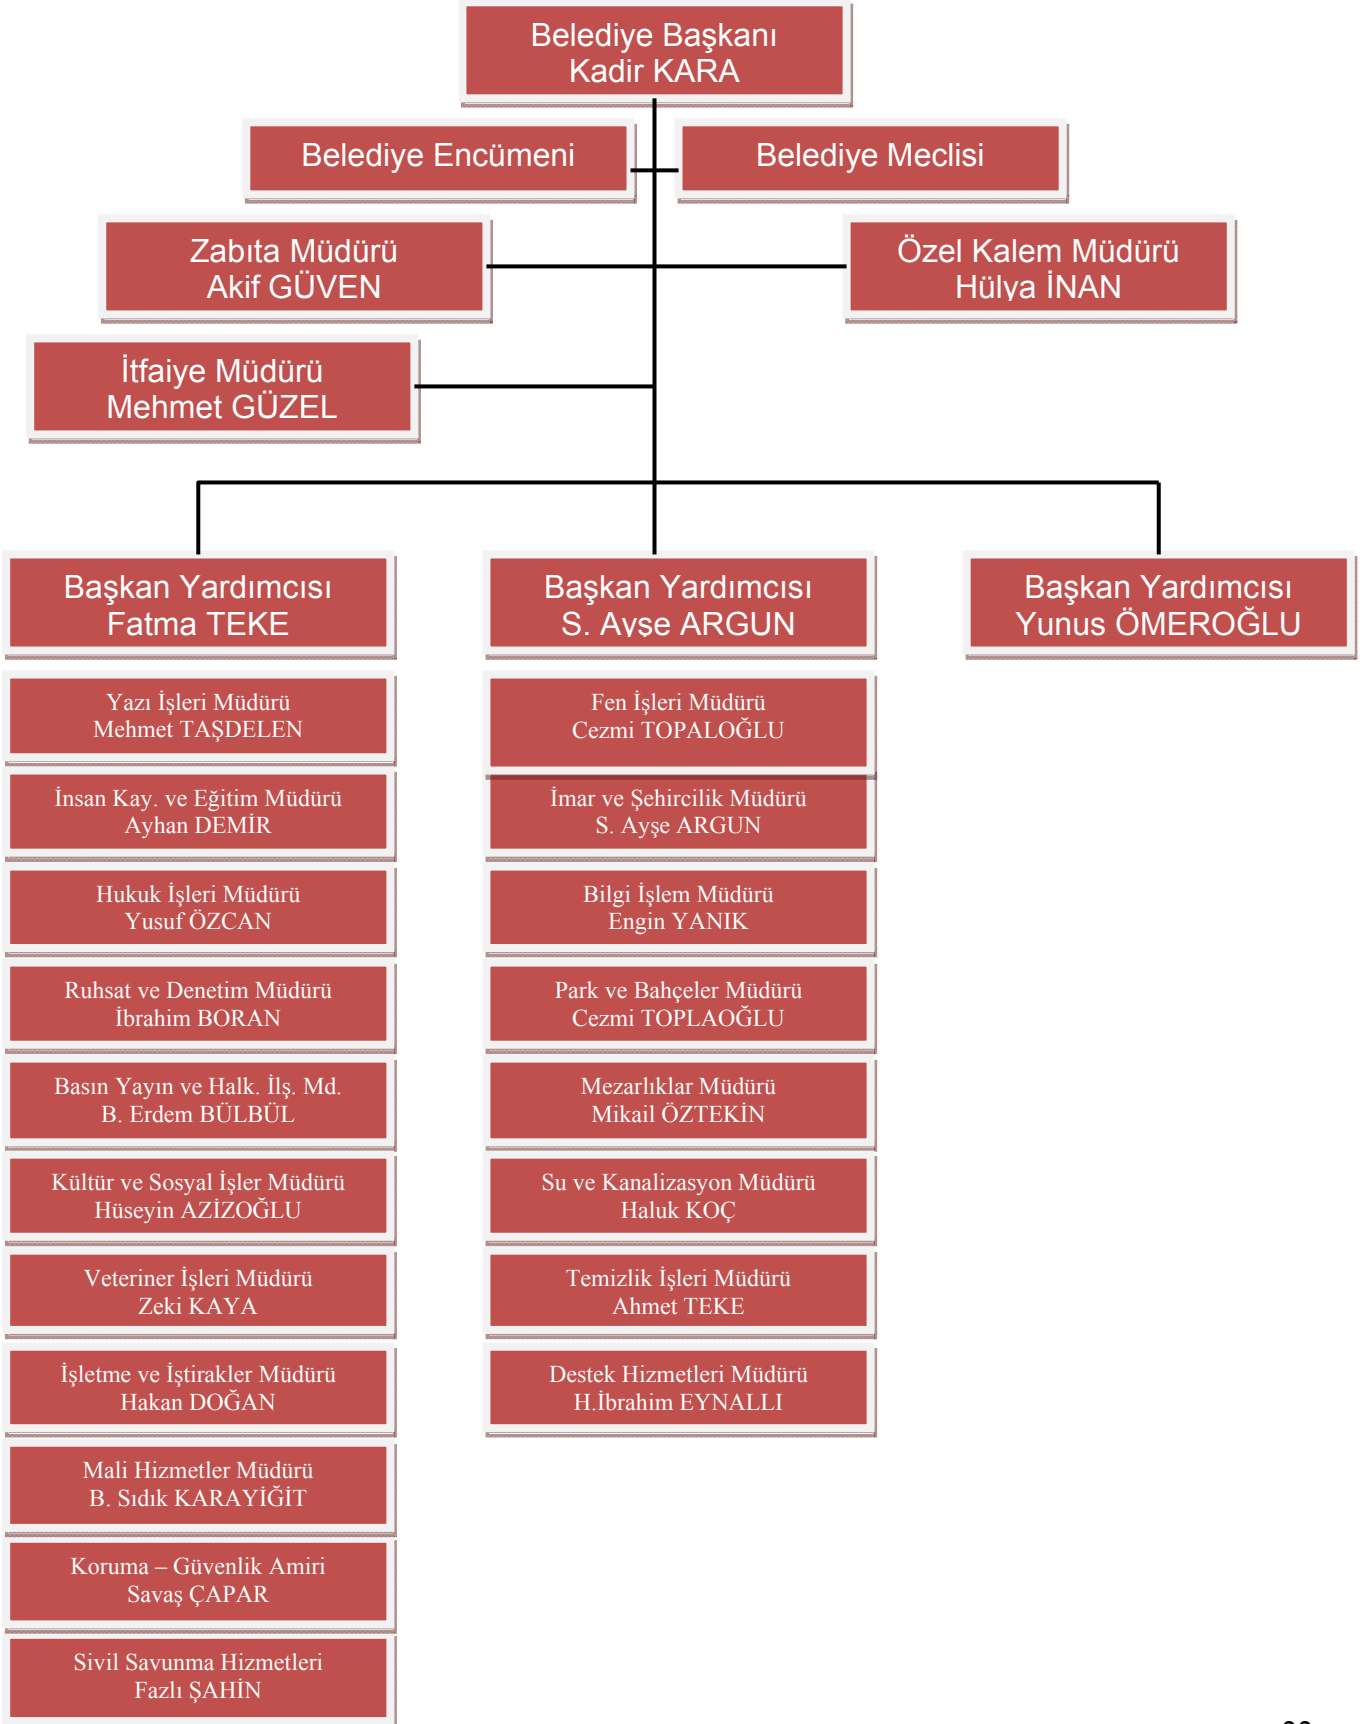 Belediye Başkanı
Kadir KARA
Belediye Encümeni
Belediye Meclisi
Zabıta Müdürü
Akif GÜVEN
Özel Kalem Müdürü
Hülya İNAN
İtfaiye Müdürü
Mehmet GÜZEL
Başkan Yardımcısı
Fatma TEKE
Başkan Yardımcısı
S. Ayşe ARGUN
Başkan Yardımcısı
Yunus ÖMEROĞLU
Yazı İşleri Müdürü
Mehmet TAŞDELEN
İnsan Kay. ve Eğitim Müdürü
Ayhan DEMİR
Hukuk İşleri Müdürü
Yusuf ÖZCAN
Ruhsat ve Denetim Müdürü
İbrahim BORAN
Basın Yayın ve Halk. İlş. Md.
B. Erdem BÜLBÜL
Kültür ve Sosyal İşler Müdürü
Hüseyin AZİZOĞLU
Veteriner İşleri Müdürü
Zeki KAYA
İşletme ve İştirakler Müdürü
Hakan DOĞAN
Mali Hizmetler Müdürü
B. Sıdık KARAYİĞİT
Koruma – Güvenlik Amiri
Savaş ÇAPAR
Sivil Savunma Hizmetleri
Fazlı ŞAHİN
Fen İşleri Müdürü
Cezmi TOPALOĞLU
İmar ve Şehircilik Müdürü
S. Ayşe ARGUN
Bilgi İşlem Müdürü
Engin YANIK
Park ve Bahçeler Müdürü
Cezmi TOPLAOĞLU
Mezarlıklar Müdürü
Mikail ÖZTEKİN
Su ve Kanalizasyon Müdürü
Haluk KOÇ
Temizlik İşleri Müdürü
Ahmet TEKE
Destek Hizmetleri Müdürü
H.İbrahim EYNALLI